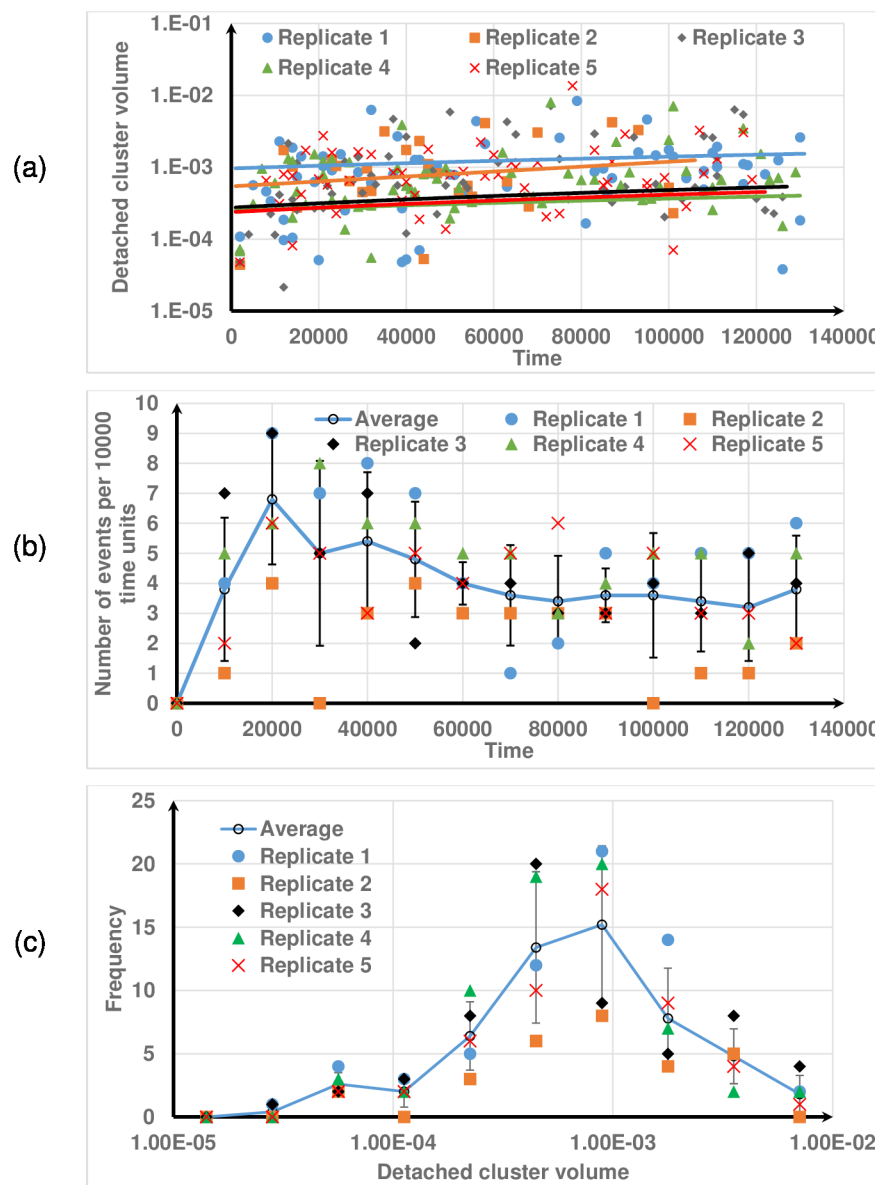 (a)
Detached cluster volume
1.E-01
1.E-02
1.E-03
1.E-04
1.E-05
Replicate 1 Replicate 2 Replicate 3
Replicate 4 Replicate 5
0 20000 40000 60000 80000 100000 120000 140000
Time
(b)
Number of events per 10000
time units
10
9
8
7
6
5
4
3
2
1
0
Average Replicate 1 Replicate 2
Replicate 3 Replicate 4 Replicate 5
0 20000 40000 60000 80000 100000 120000 140000
Time
(c)
Frequency
25
20
15
10
5
0
Average
Replicate 1
Replicate 2
Replicate 3
Replicate 4
Replicate 5
1.00E-05 1.00E-04 1.00E-03 1.00E-02
Detached cluster volume